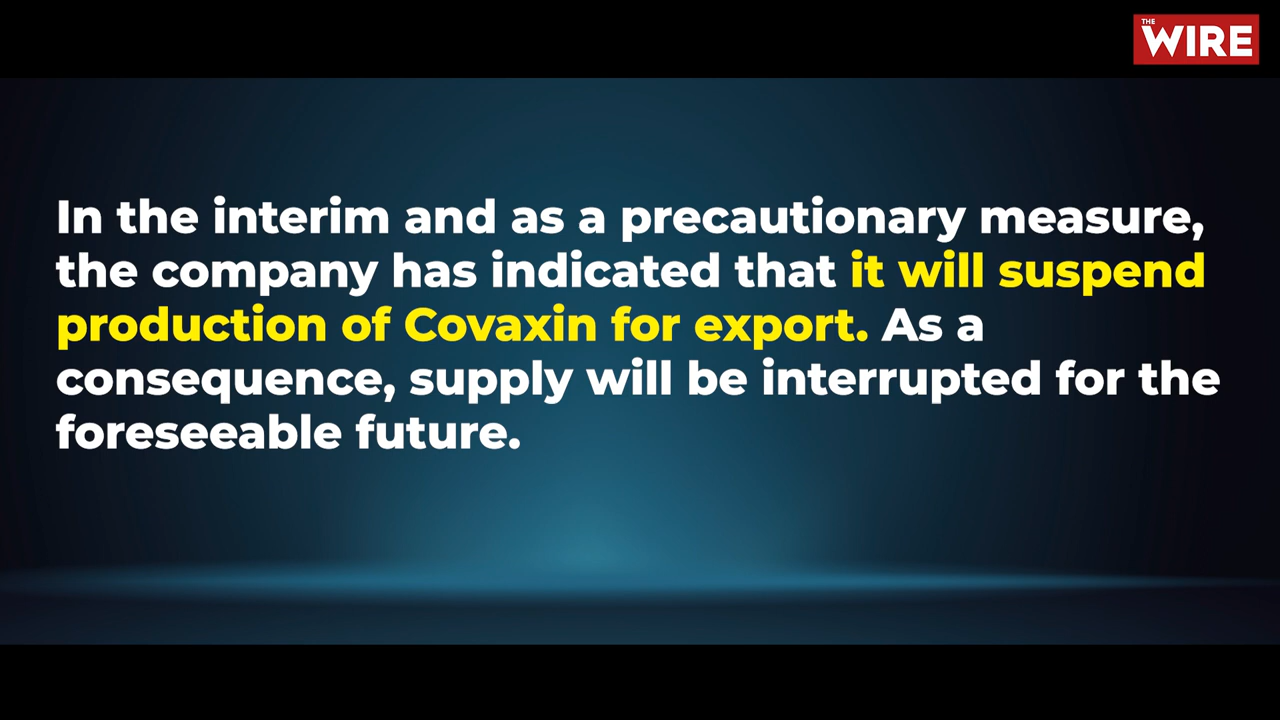 THE
WIRE
In the interim and as a precautionary measure,
the company has indicated that it will suspend
production of Covaxin for export. As a
consequence, supply will be interrupted for the
foreseeable future.